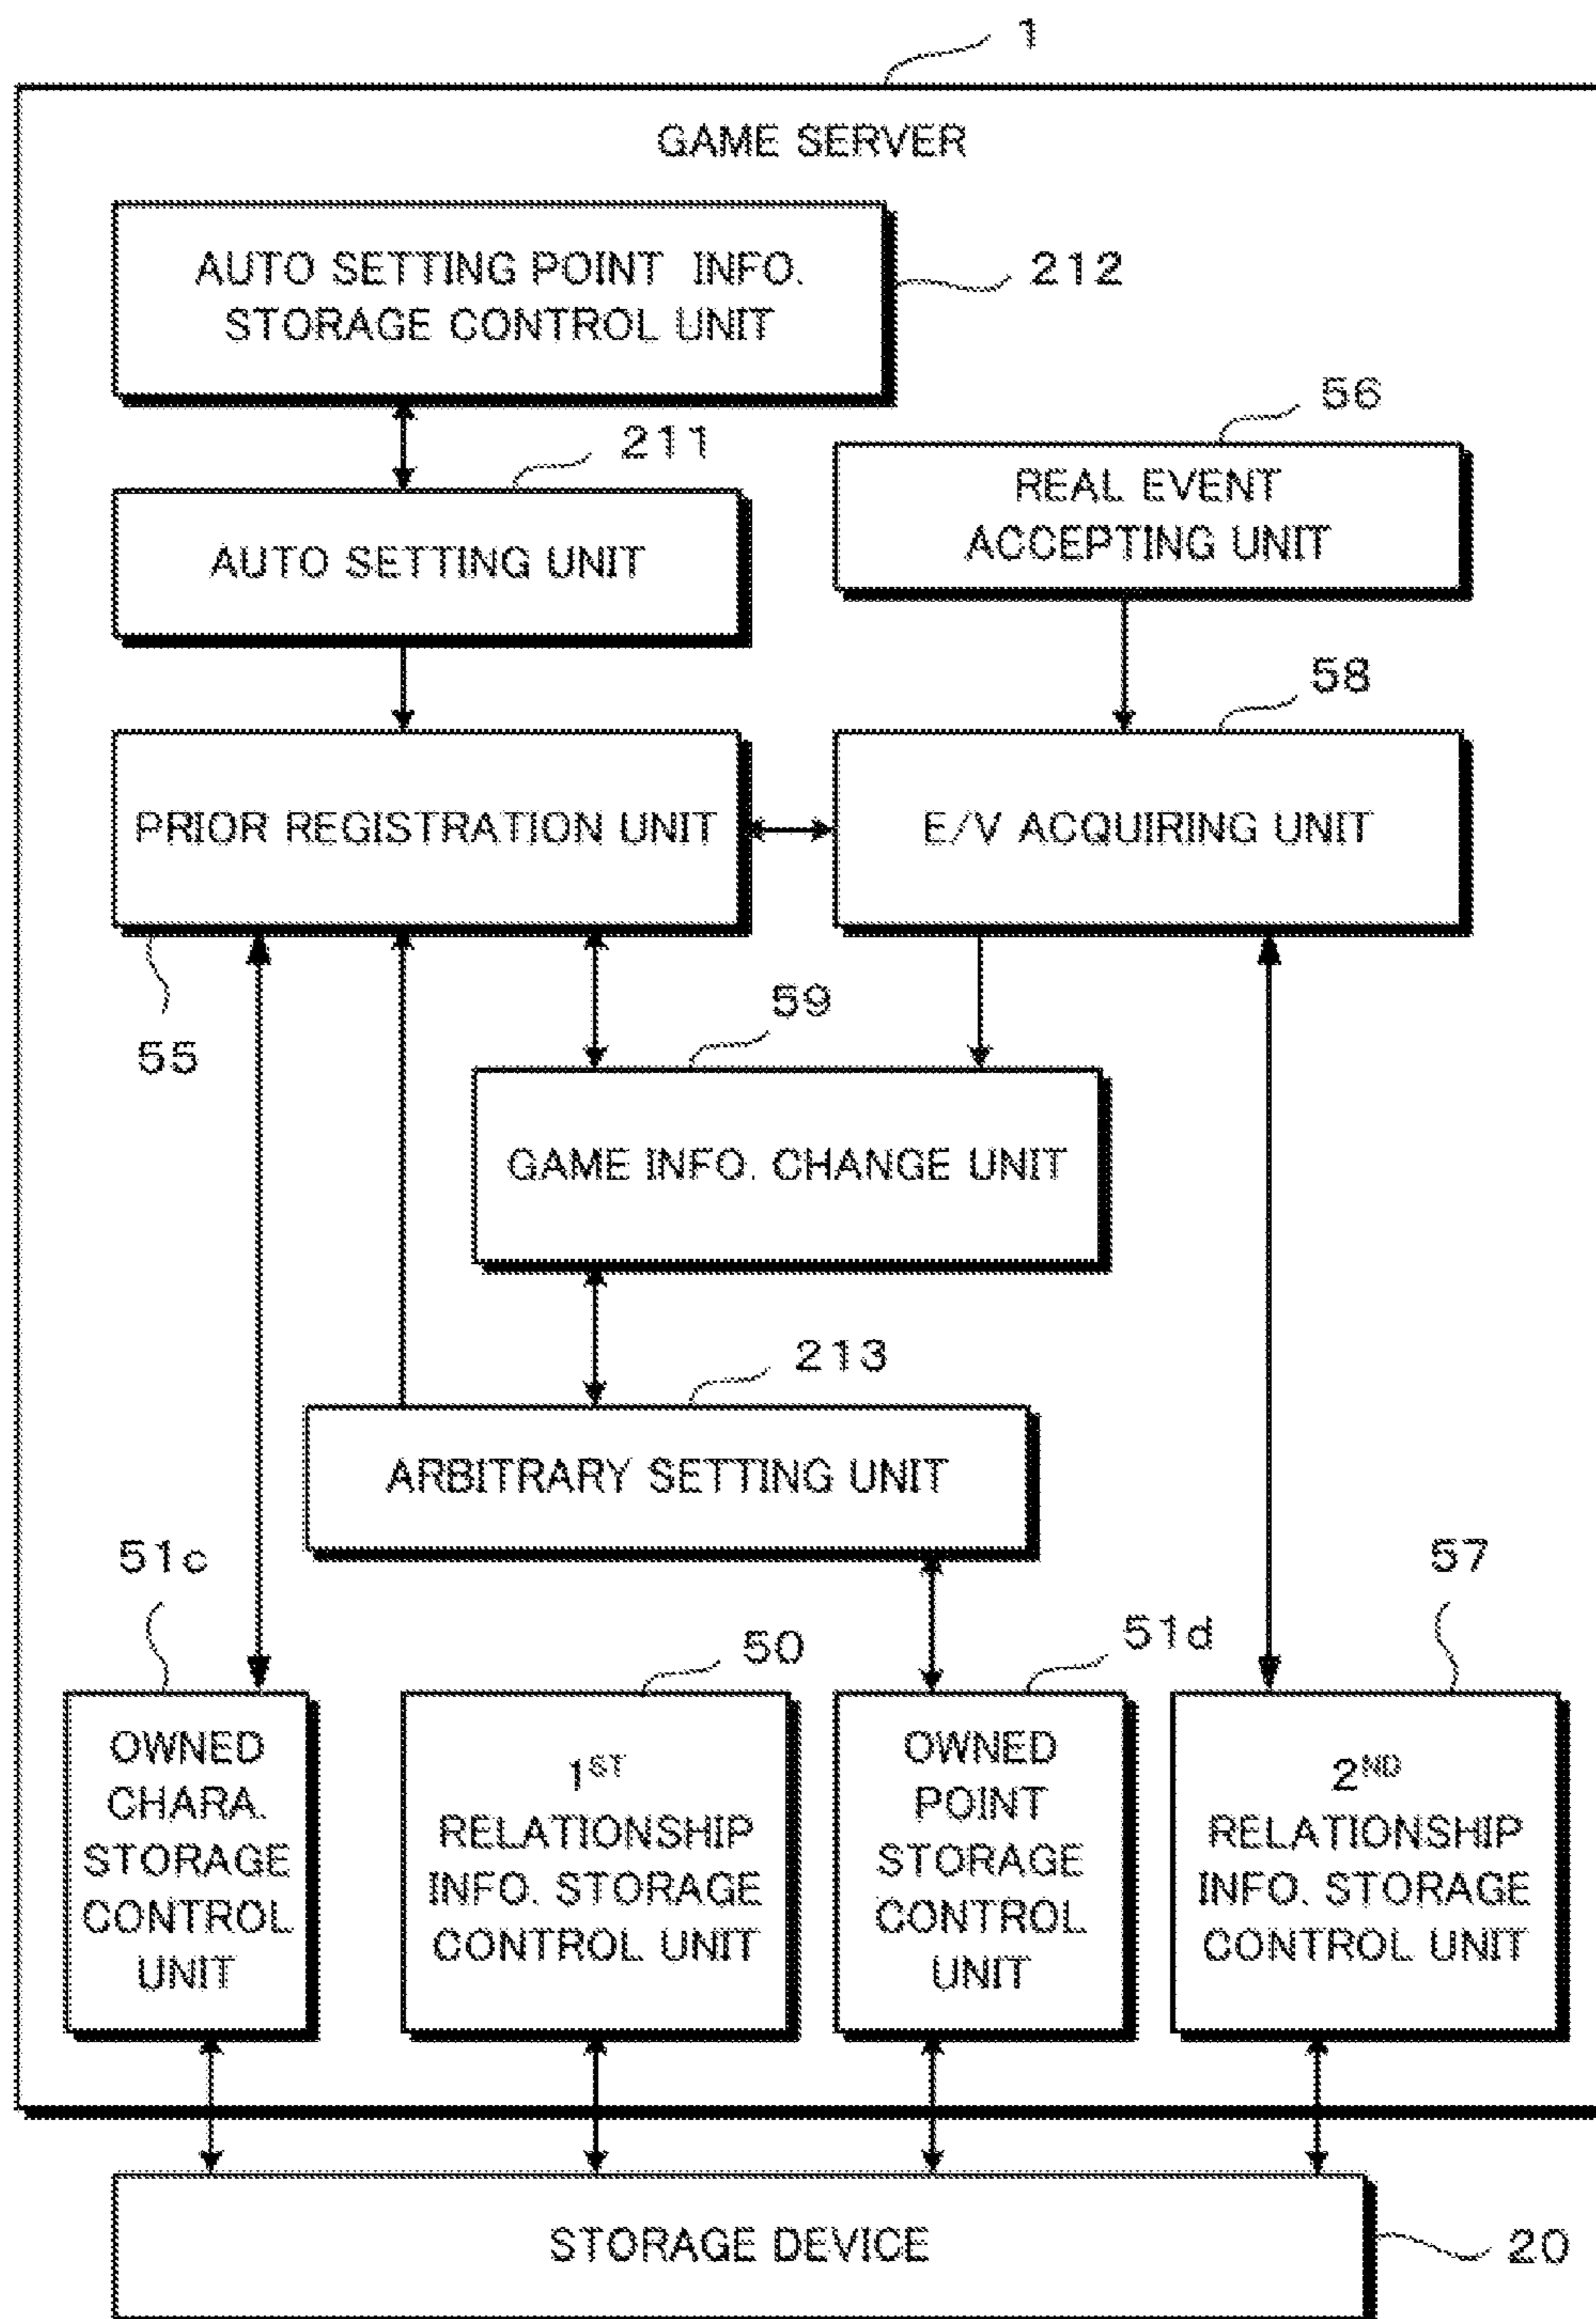 1
GAME SERVER
AUTO SETTING POINT INFO.
STORAGE CONTROL UNIT
212
56
211
REAL EVENT
ACCEPTING UNIT
AUTO SETTING UNIT
58
PRIOR REGISTRATION UNIT
E/V ACQUIRING UNIT
59
55
GAME INFO. CHANGE UNIT
213
ARBITRARY SETTING UNIT
51c
57
50
51d
OWNED
CHARA.
STORAGE
CONTROL
UNIT
1ST
RELATIONSHIP
INFO. STORAGE
CONTROL UNIT
OWNED
POINT
STORAGE
CONTROL
UNIT
2ND
RELATIONSHIP
INFO. STORAGE
CONTROL UNIT
STORAGE DEVICE
20